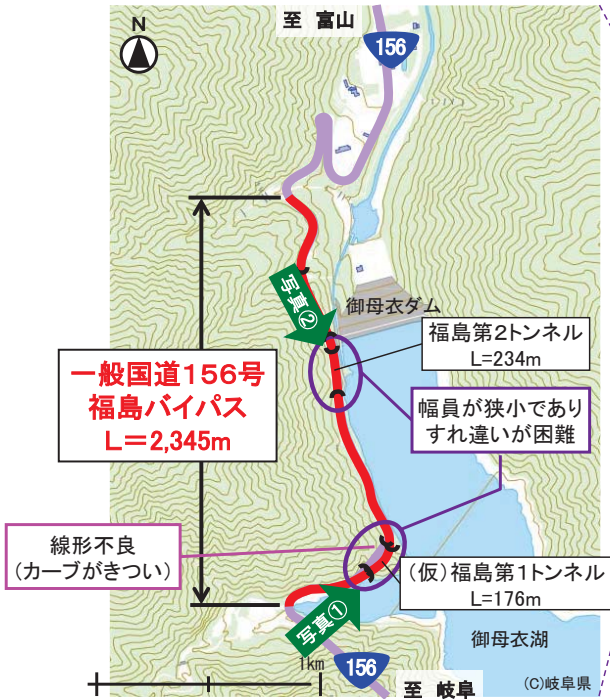 N
至 富山
156
写真②
御母衣ダム
福島第2トンネル
L=234m
一般国道156号
福島バイパス
L=2,345m
幅員が狭小であり
すれ違いが困難
線形不良
(カーブがきつい)
(仮)福島第1トンネル
L=176m
写真①
御母衣湖
1km
156
至 岐阜
(C)岐阜県